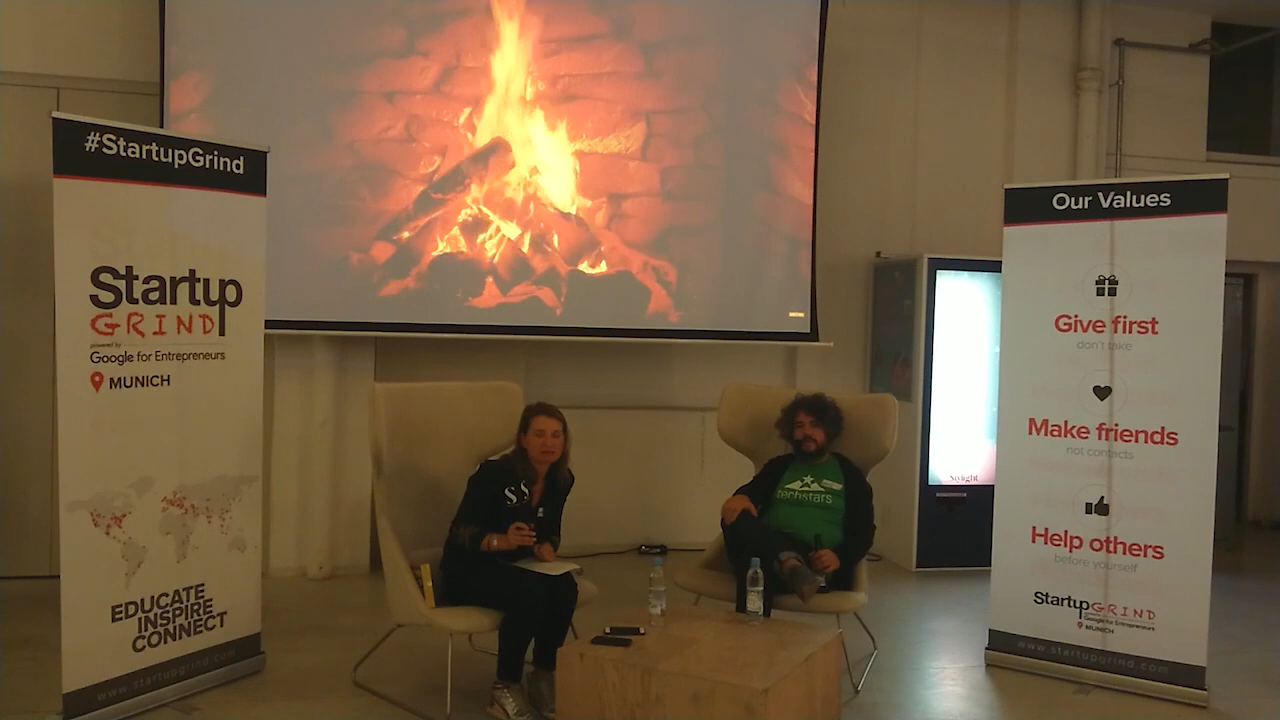 #StartupGrind
Startup
GRIND
powered by
Google for Entrepreneurs
MUNICH
EDUCATE
INSPIRE
CONNECT
www.startupgrind.com
techstars
Stylight
Our Values
Give first
don't take
Make friends
not contacts
Help others
before yourself
StartupGRIND
Google for Entrepreneurs
MUNICH
www.startupgrind.com